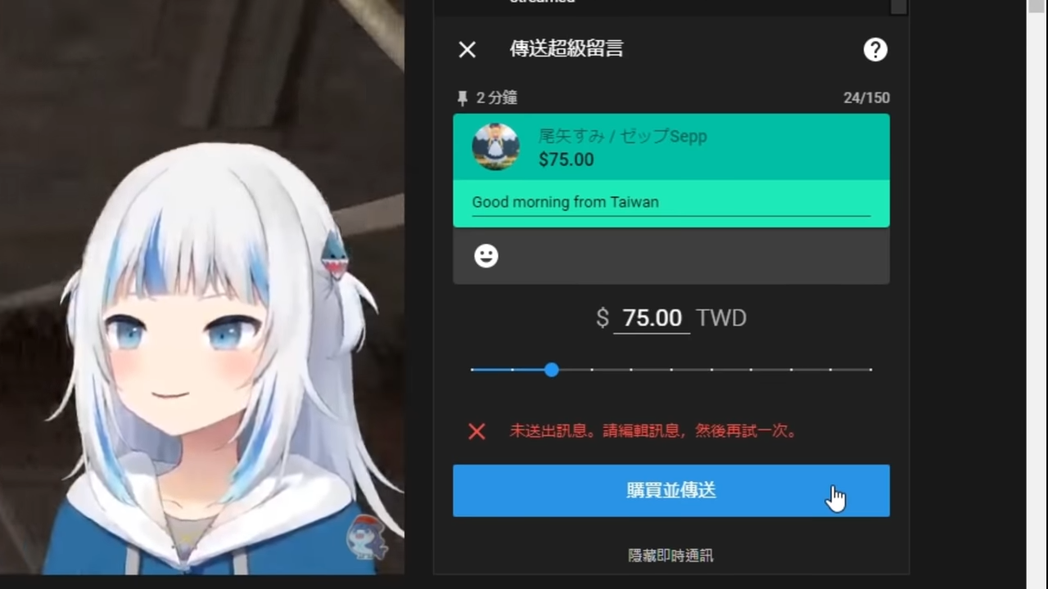 streamed
傳送超級留言
2 分鐘
24/150
尾矢すみ / ゼップSepp
$75.00
Good morning from Taiwan
$ 75.00 TWD
未送出訊息。請編輯訊息，然後再試一次。
購買並傳送
隱藏即時通訊